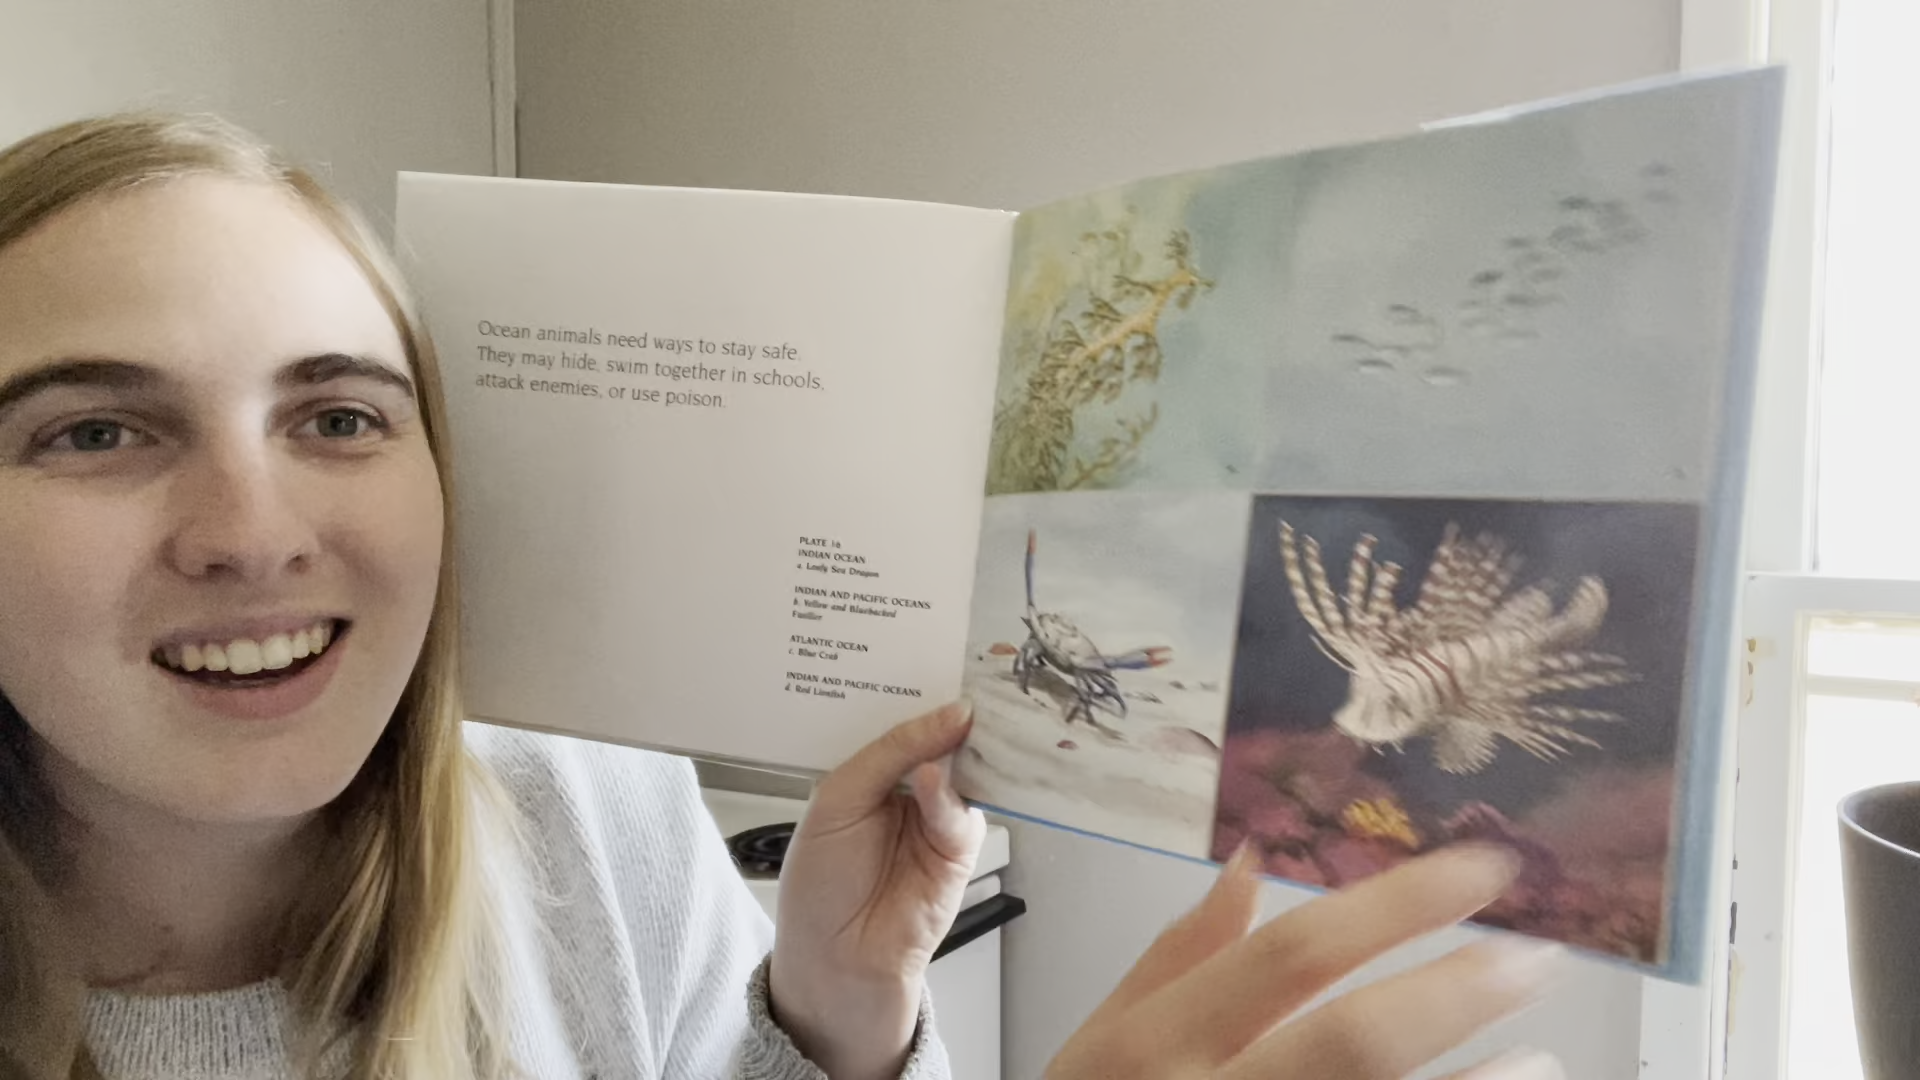 Ocean animals need ways to stay safe.
They may hide, swim together in schools,
attack enemies, or use poison.
PLATE 16
INDIAN OCEAN
a. Leafy Sea Dragon
INDIAN AND PACIFIC OCEANS
b. Yellow and Bluebacked
Fusilier
ATLANTIC OCEAN
c. Blue Crab
INDIAN AND PACIFIC OCEANS
d. Red Lionfish